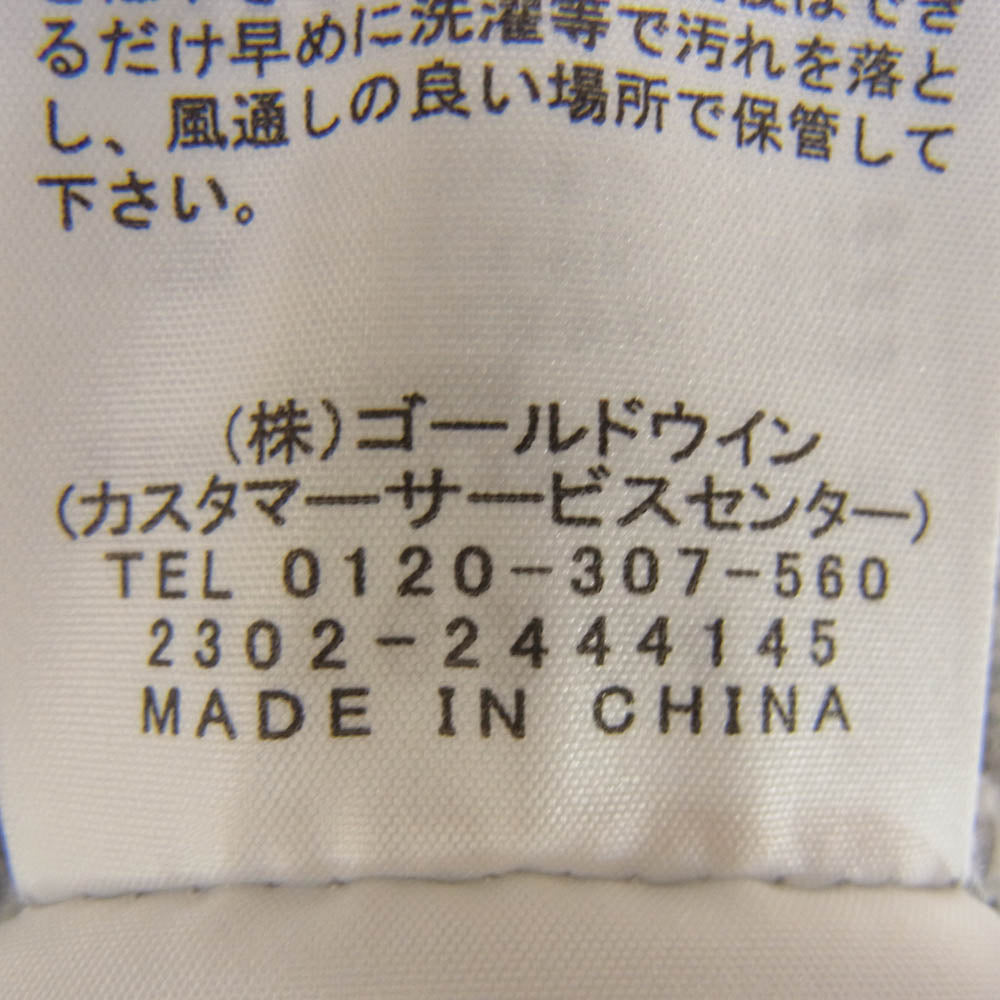 るだけ早めに洗濯等で汚れを落と
し、風通しの良い場所で保管して
下さい。
(株)ゴールドウイン
(カスタマーサービスセンター)
TEL 0120-307-560
2302-2444145
MADE IN CHINA